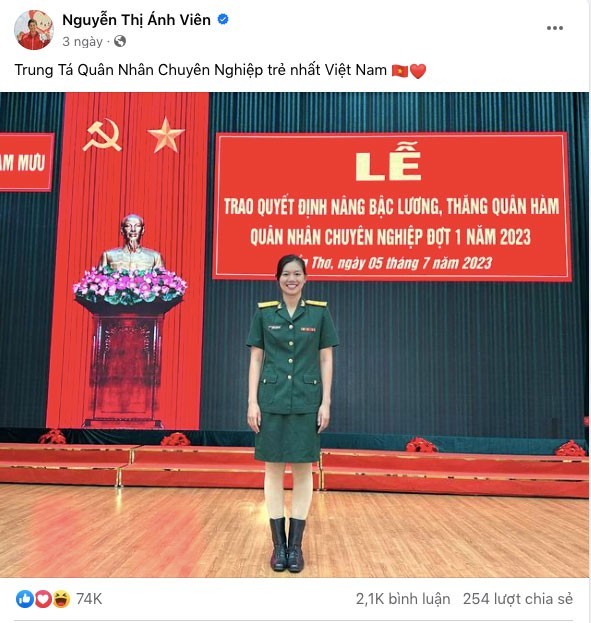 Nguyễn Thị Ánh Viên
3 ngày ·
Trung Tá Quân Nhân Chuyên Nghiệp trẻ nhất Việt Nam 🇻🇳❤️
AM MƯU
LỄ
TRAO QUYẾT ĐỊNH NÂNG BẬC LƯƠNG, THĂNG QUÂN HÀM
QUÂN NHÂN CHUYÊN NGHIỆP ĐỢT 1 NĂM 2023
Thơ, ngày 05 tháng 7 năm 2023
74K
2,1K bình luận 254 lượt chia sẻ